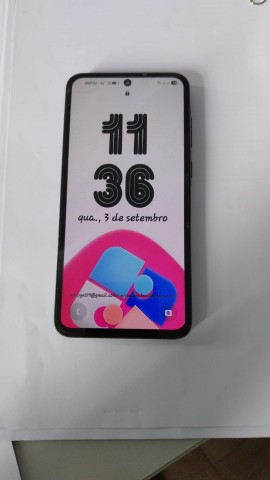 11
36
qua., 3 de setembro